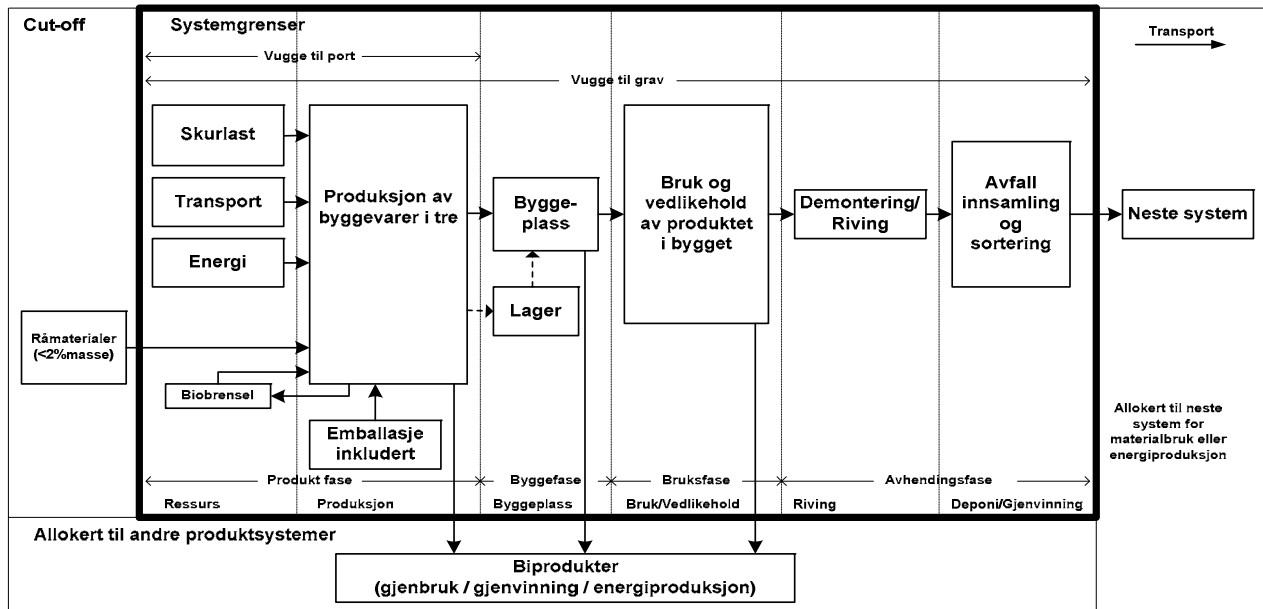 Cut-off
Systemgrenser
Transport
Vugge til port
Vugge til grav
Skurlast
Transport
Energi
Produksjon av
byggevarer i tre
Bygge-
plass
Lager
Bruk og
vedlikehold
av produktet
i bygget
Demontering/
Riving
Avfall
innsamling
og
sortering
Neste system
Råmaterialer
(<2%masse)
Biobrensel
Emballasje
inkludert
Allokert til neste
system for
materialbruk eller
energiproduksjon
Produkt fase
Byggefase
Bruksfase
Avhendingsfase
Ressurs
Produksjon
Byggeplass
Bruk/Vedlikehold
Riving
Deponi/Gjenvinning
Allokert til andre produktsystemer
Biprodukter
(gjenbruk / gjenvinning / energiproduksjon)